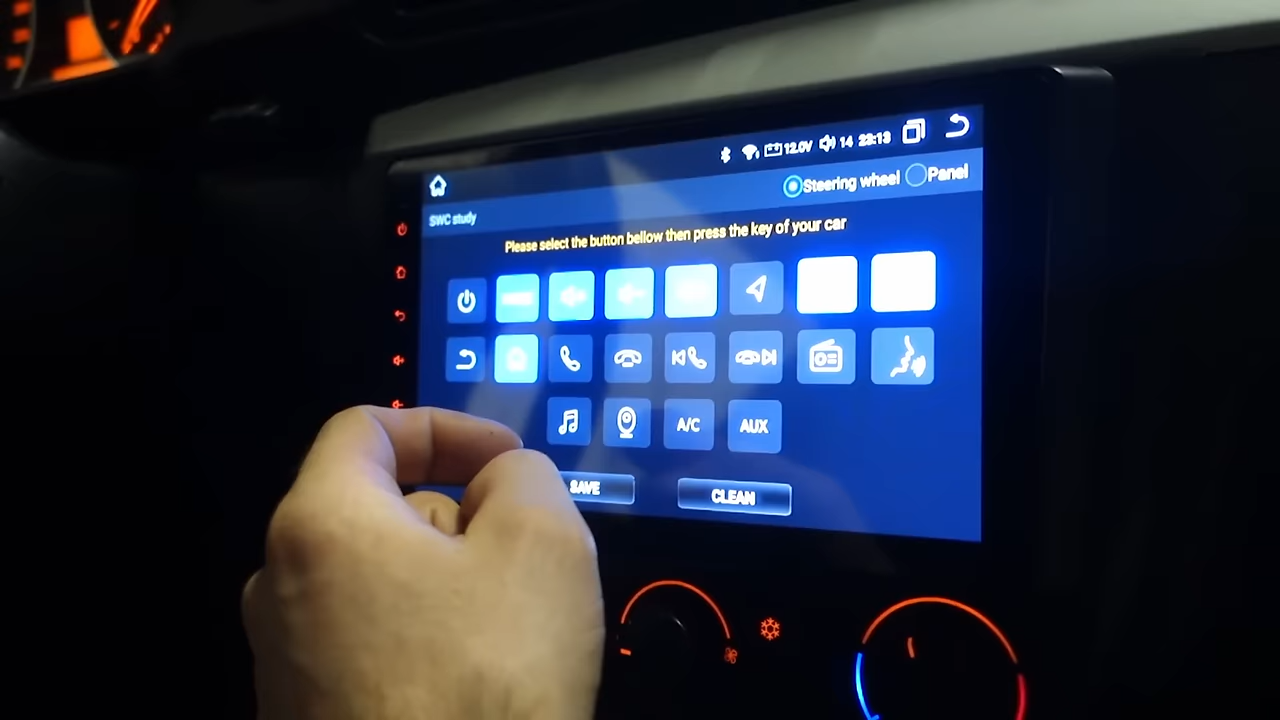 12.0V 14 23:13
Steering wheel Panel
SWC study
Please select the button bellow then press the key of your car
A/C AUX
SAVE CLEAN